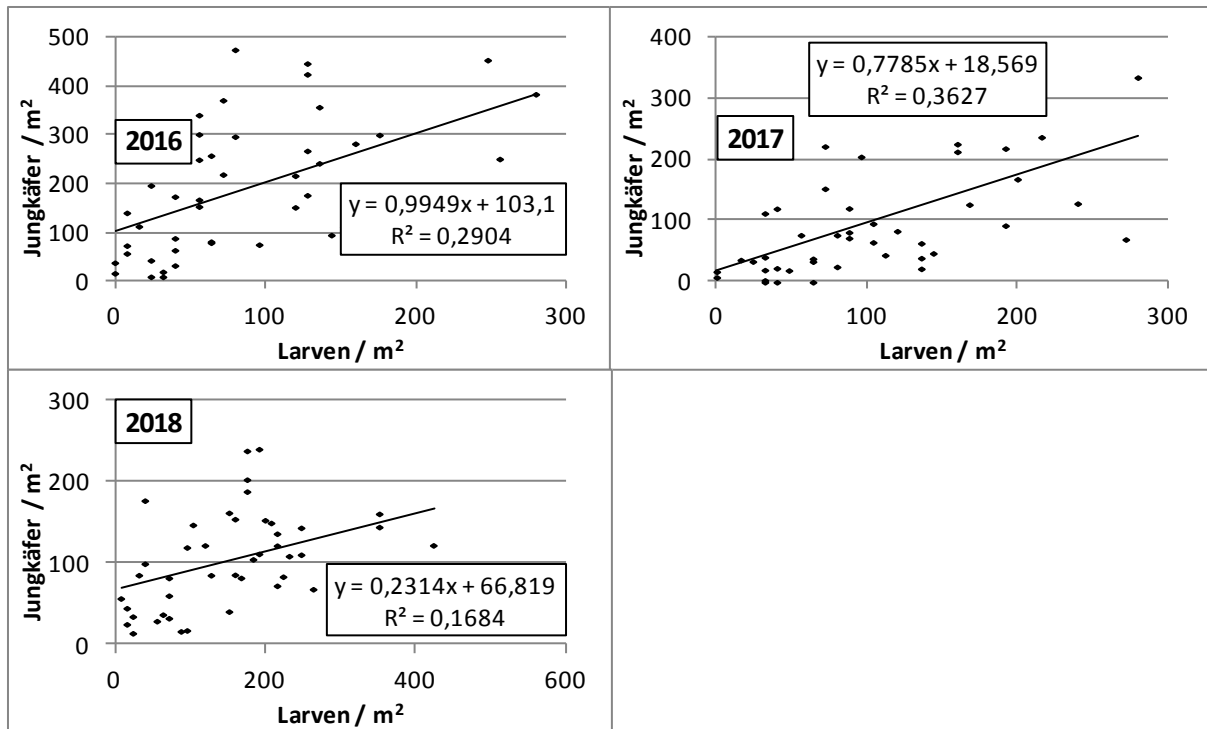 500
400
300
200
100
0
Jungkäfer / m²
2016
y = 0,9949x + 103,1
R² = 0,2904
0 100 200 300
Larven / m²
400
300
200
100
0
Jungkäfer / m²
2017
y = 0,7785x + 18,569
R² = 0,3627
0 100 200 300
Larven / m²
300
200
100
0
Jungkäfer / m²
2018
y = 0,2314x + 66,819
R² = 0,1684
0 200 400 600
Larven / m²